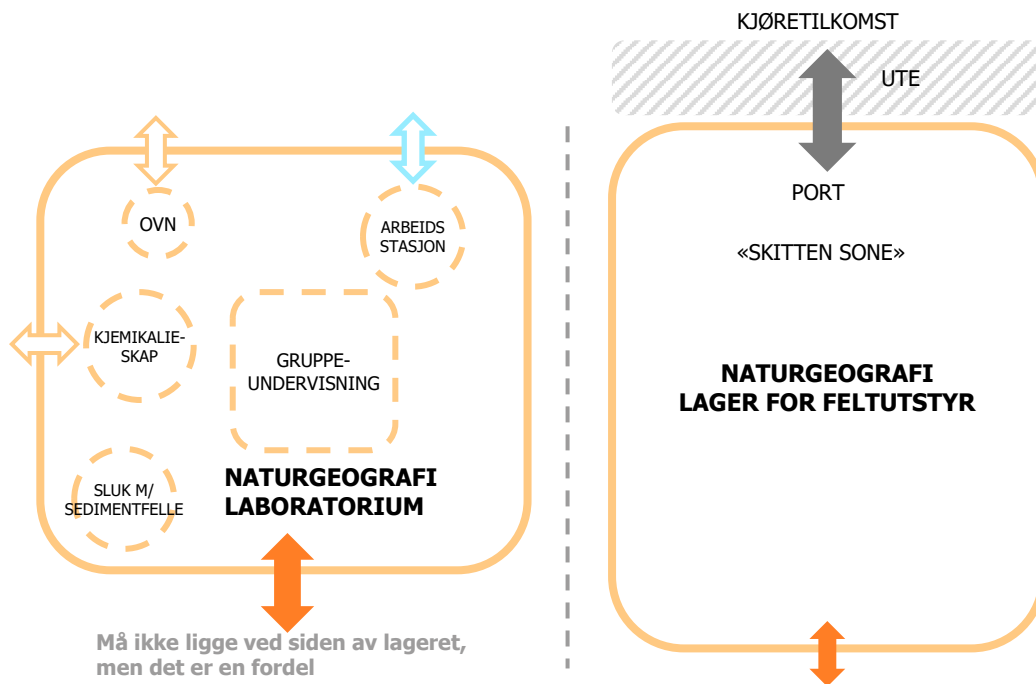 OVN
ARBEIDS
STASJON
KJEMIKALIE-
SKAP
GRUPPE-
UNDERVISNING
SLUK M/
SEDIMENTFELLE
NATURGEOGRAFI
LABORATORIUM
Må ikke ligge ved siden av lageret,
men det er en fordel
KJØRETILKOMST
UTE
PORT
«SKITTEN SONE»
NATURGEOGRAFI
LAGER FOR FELTUTSTYR